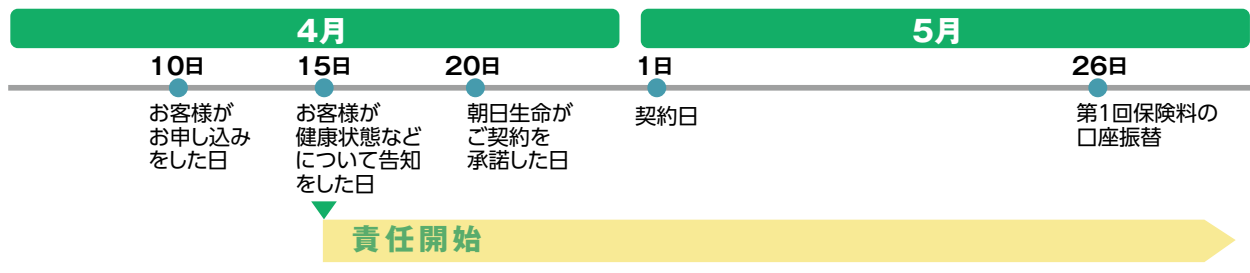 4月
5月
10日
15日
20日
1日
26日
お客様が
お申し込み
をした日
お客様が
健康状態など
について告知
をした日
朝日生命が
ご契約を
承諾した日
契約日
第1回保険料の
口座振替
責任開始